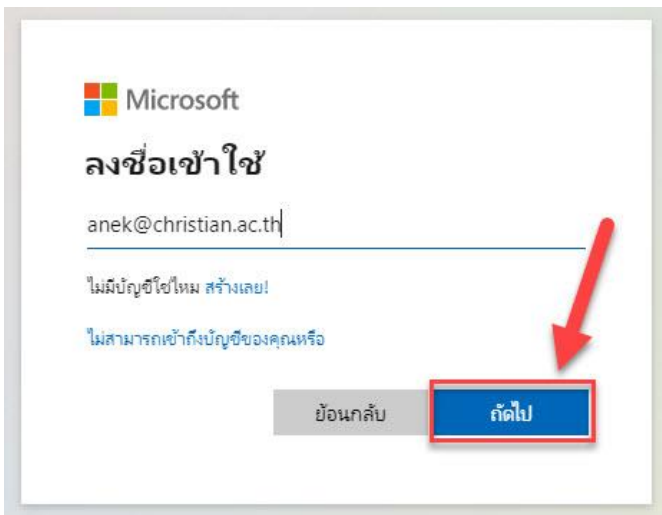 Microsoft
ลงชื่อเข้าใช้
anek@christian.ac.th
ไม่มีบัญชีใช่ไหม สร้างเลย!
ไม่สามารถเข้าถึงบัญชีของคุณหรือ
ย้อนกลับ ถัดไป